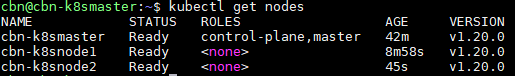 cbn@cbn-k8smaster:~$ kubectl get nodes
NAME STATUS ROLES AGE VERSION
cbn-k8smaster Ready control-plane,master 42m v1.20.0
cbn-k8snode1 Ready <none> 8m58s v1.20.0
cbn-k8snode2 Ready <none> 45s v1.20.0